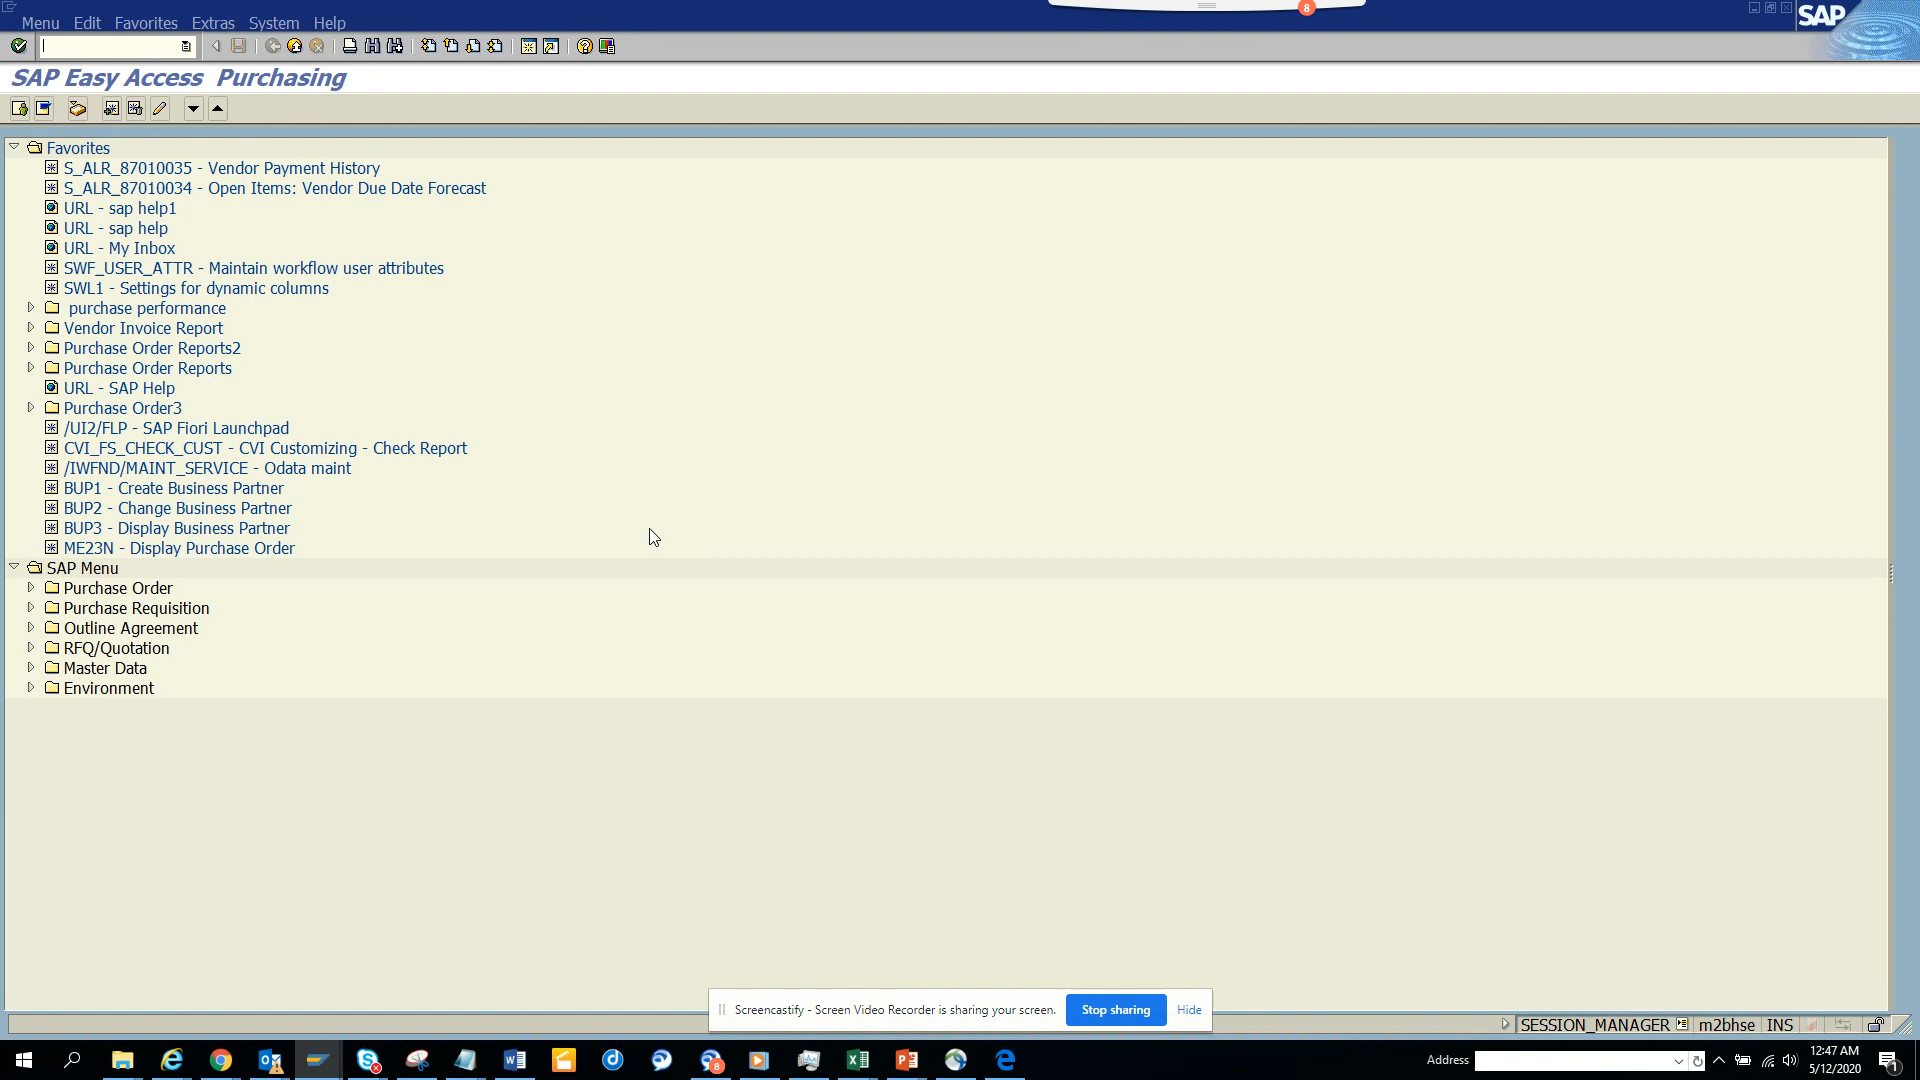 Menu Edit Favorites Extras System Help
8
SAP
SAP Easy Access Purchasing
Favorites
S_ALR_87010035 - Vendor Payment History
S_ALR_87010034 - Open Items: Vendor Due Date Forecast
URL - sap help1
URL - sap help
URL - My Inbox
SWF_USER_ATTR - Maintain workflow user attributes
SWL1 - Settings for dynamic columns
purchase performance
Vendor Invoice Report
Purchase Order Reports2
Purchase Order Reports
URL - SAP Help
Purchase Order3
/UI2/FLP - SAP Fiori Launchpad
CVI_FS_CHECK_CUST - CVI Customizing - Check Report
/IWFND/MAINT_SERVICE - Odata maint
BUP1 - Create Business Partner
BUP2 - Change Business Partner
BUP3 - Display Business Partner
ME23N - Display Purchase Order
SAP Menu
Purchase Order
Purchase Requisition
Outline Agreement
RFQ/Quotation
Master Data
Environment
Screencastify - Screen Video Recorder is sharing your screen. Stop sharing Hide
SESSION_MANAGER m2bhse INS
8
Address
12:47 AM
5/12/2020
1